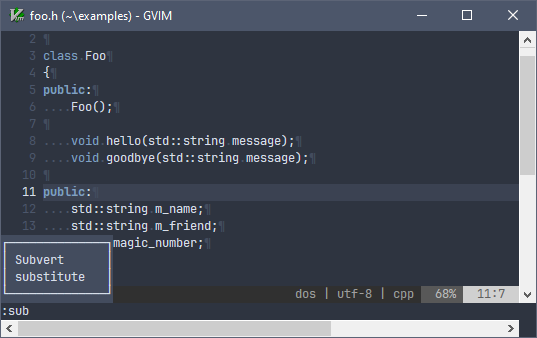 foo.h (~\examples) - GVIM
2 ¶
3 class.Foo¶
4 {¶
5 public:¶
6 ....Foo();¶
7 ¶
8 ....void.hello(std::string.message);¶
9 ....void.goodbye(std::string.message);¶
10 ¶
11 public:¶
12 ....std::string.m_name;¶
13 ....std::string.m_friend;¶
magic_number;¶
Subvert
substitute
dos | utf-8 | cpp 68% 11:7
:sub